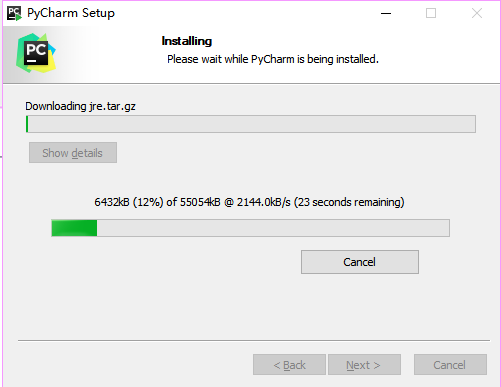 PyCharm Setup
Installing
Please wait while PyCharm is being installed.
PC
Downloading jre.tar.gz
Show details
6432kB (12%) of 55054kB @ 2144.0kB/s (23 seconds remaining)
Cancel
< Back Next > Cancel